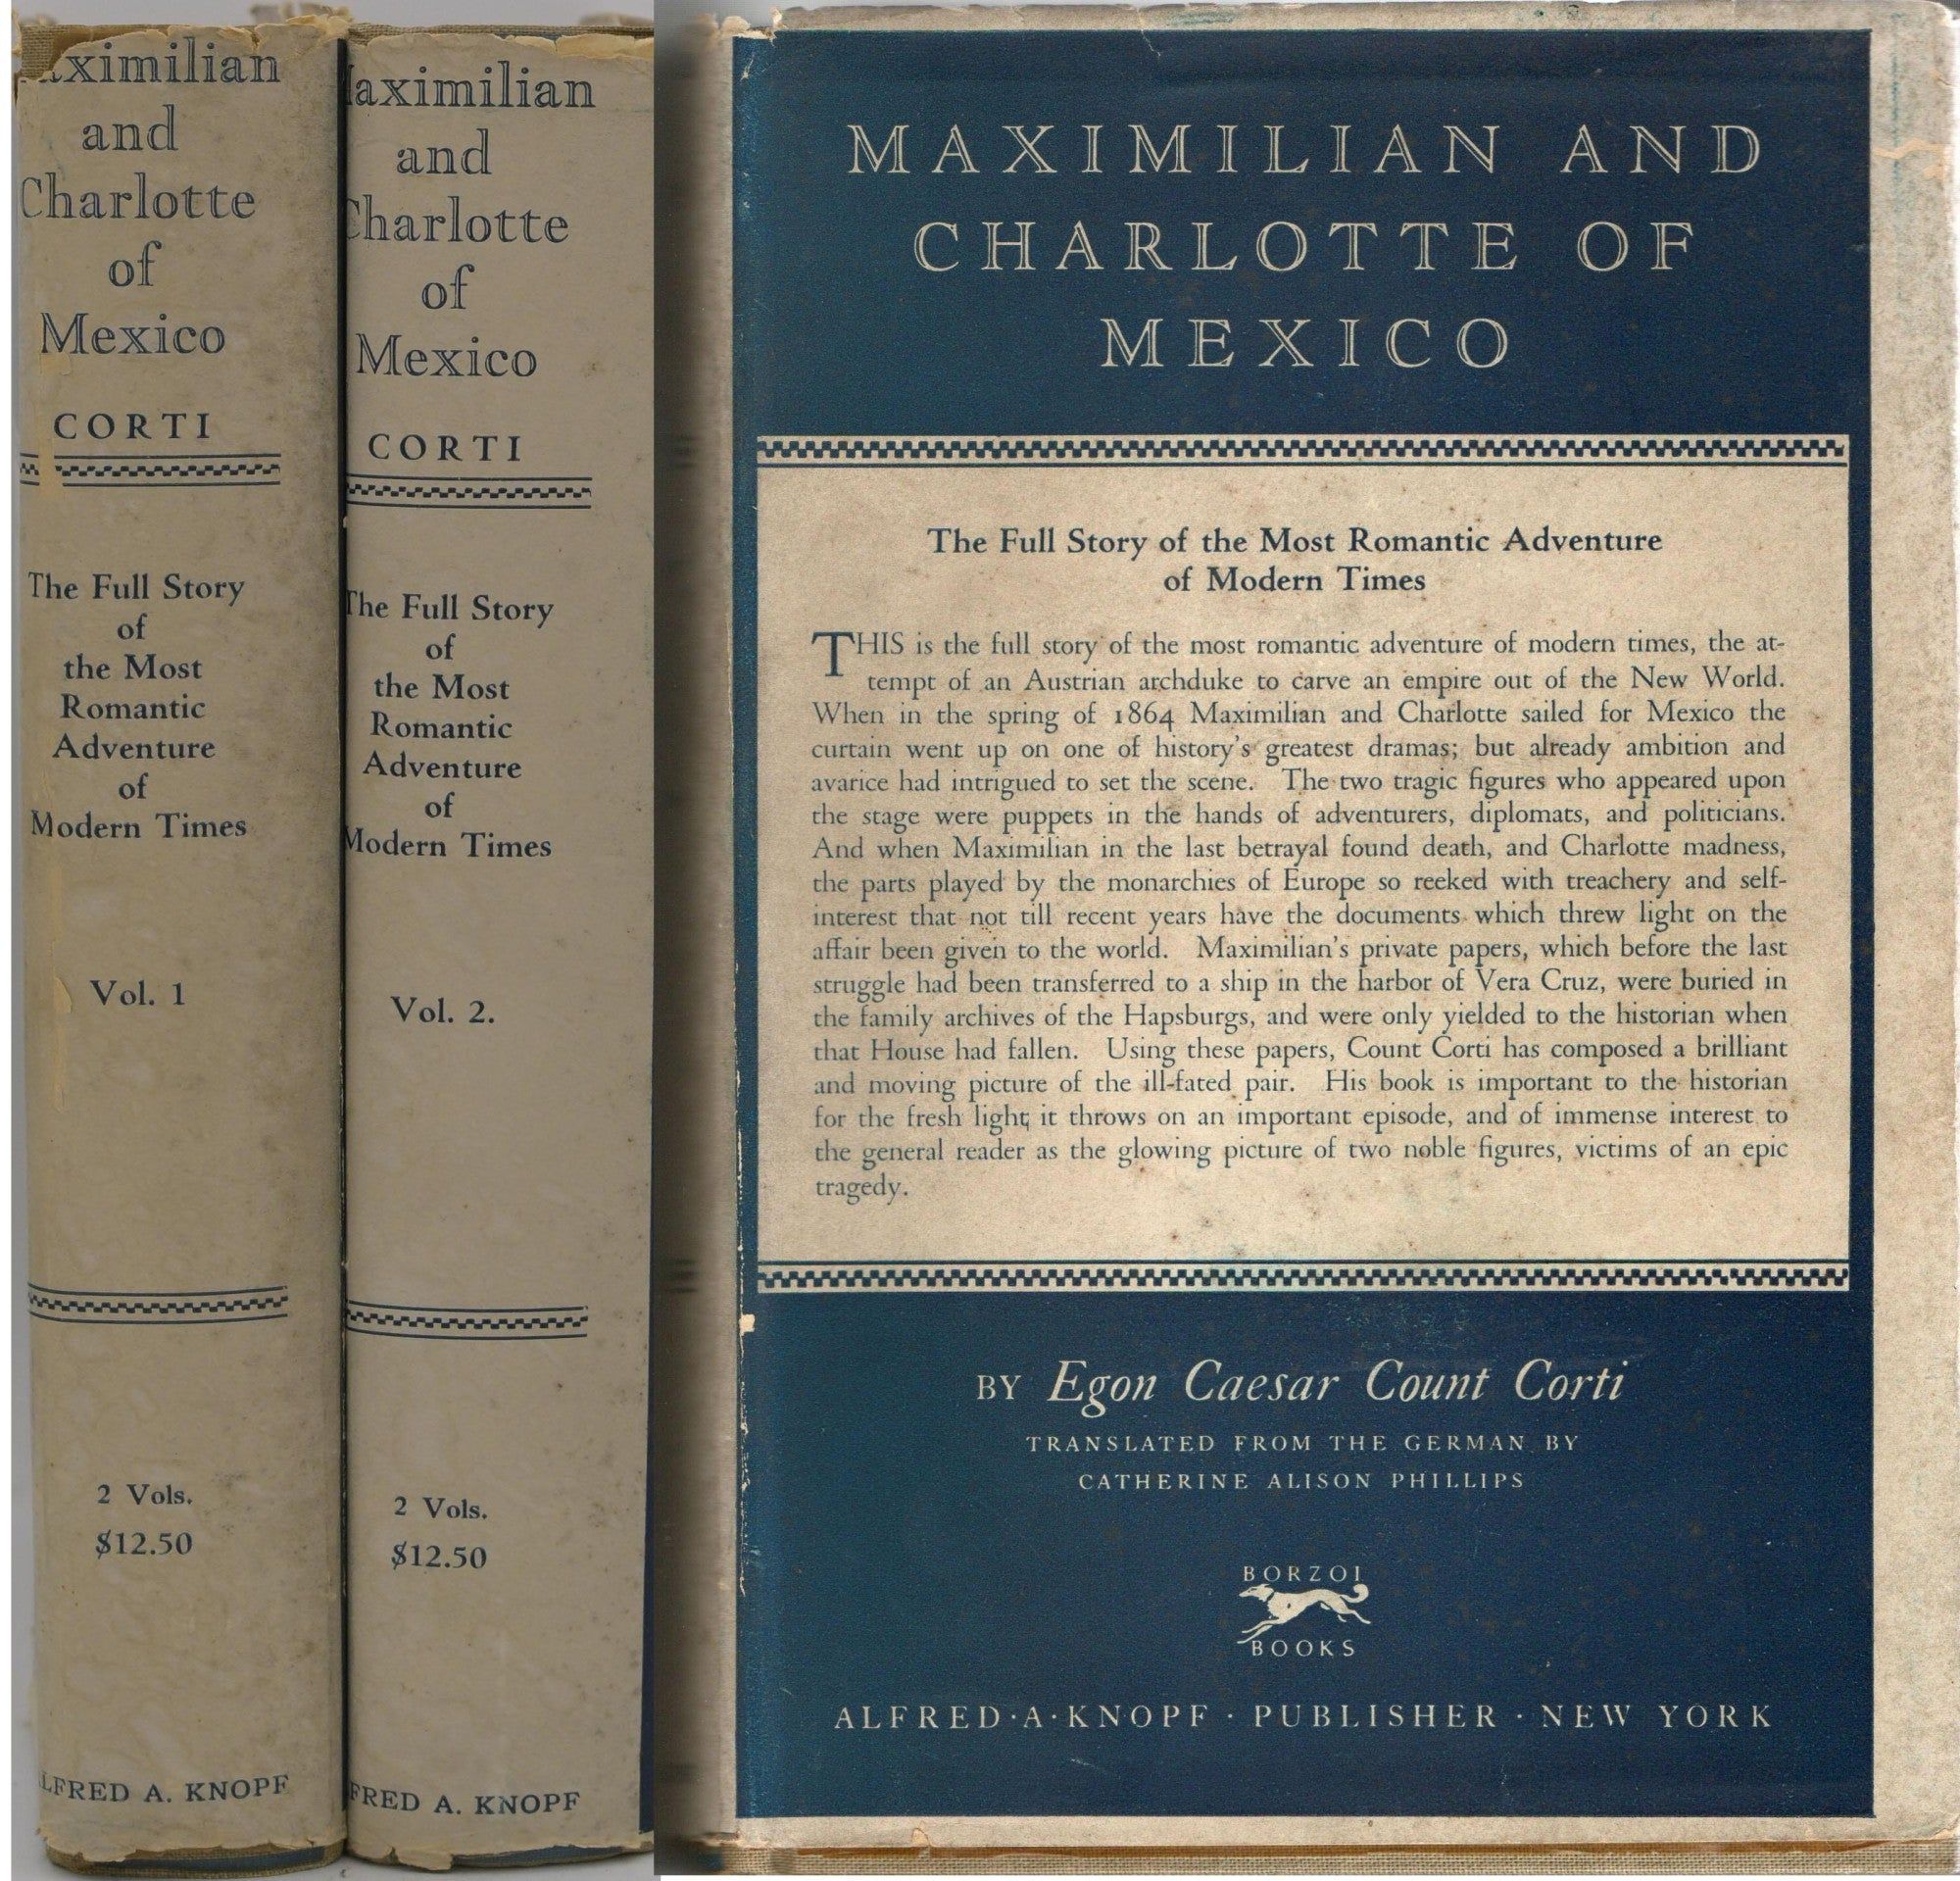 aximilian
and
Charlotte
of
Mexico
CORTI
The Full Story
of
the Most
Romantic
Adventure
of
Modern Times
Vol. 1
2 Vols.
$12.50
LFRED A. KNOPF
Maximilian
and
Charlotte
of
Mexico
CORTI
The Full Story
of
the Most
Romantic
Adventure
of
Modern Times
Vol. 2.
2 Vols.
$12.50
FRED A. KNOPF
MAXIMILIAN AND
CHARLOTTE OF
MEXICO
The Full Story of the Most Romantic Adventure
of Modern Times
THIS is the full story of the most romantic adventure of modern times, the at-
tempt of an Austrian archduke to carve an empire out of the New World.
When in the spring of 1864 Maximilian and Charlotte sailed for Mexico the
curtain went up on one of history's greatest dramas; but already ambition and
avarice had intrigued to set the scene. The two tragic figures who appeared upon
the stage were puppets in the hands of adventurers, diplomats, and politicians.
And when Maximilian in the last betrayal found death, and Charlotte madness,
the parts played by the monarchies of Europe so reeked with treachery and self-
interest that not till recent years have the documents which threw light on the
affair been given to the world. Maximilian's private papers, which before the last
struggle had been transferred to a ship in the harbor of Vera Cruz, were buried in
the family archives of the Hapsburgs, and were only yielded to the historian when
that House had fallen. Using these papers, Count Corti has composed a brilliant
and moving picture of the ill-fated pair. His book is important to the historian
for the fresh light it throws on an important episode, and of immense interest to
the general reader as the glowing picture of two noble figures, victims of an epic
tragedy.
BY Egon Caesar Count Corti
TRANSLATED FROM THE GERMAN BY
CATHERINE ALISON PHILLIPS
BORZOI
BOOKS
ALFRED·A·KNOPF · PUBLISHER · NEW YORK